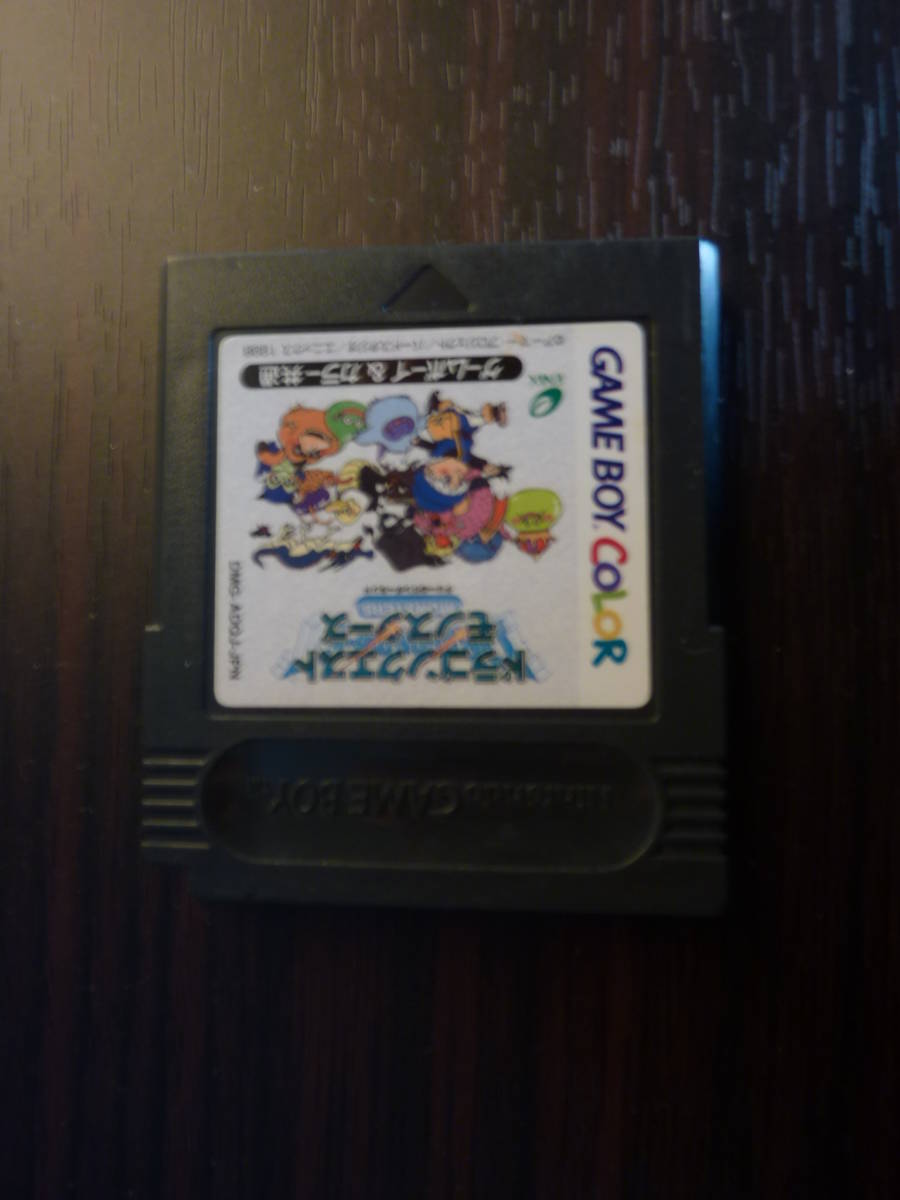 GAME BOY COLOR
ドラゴンクエスト
モンスターズ
ENIX
ゲームボーイ&カラー共通
Nintendo GAME BOY